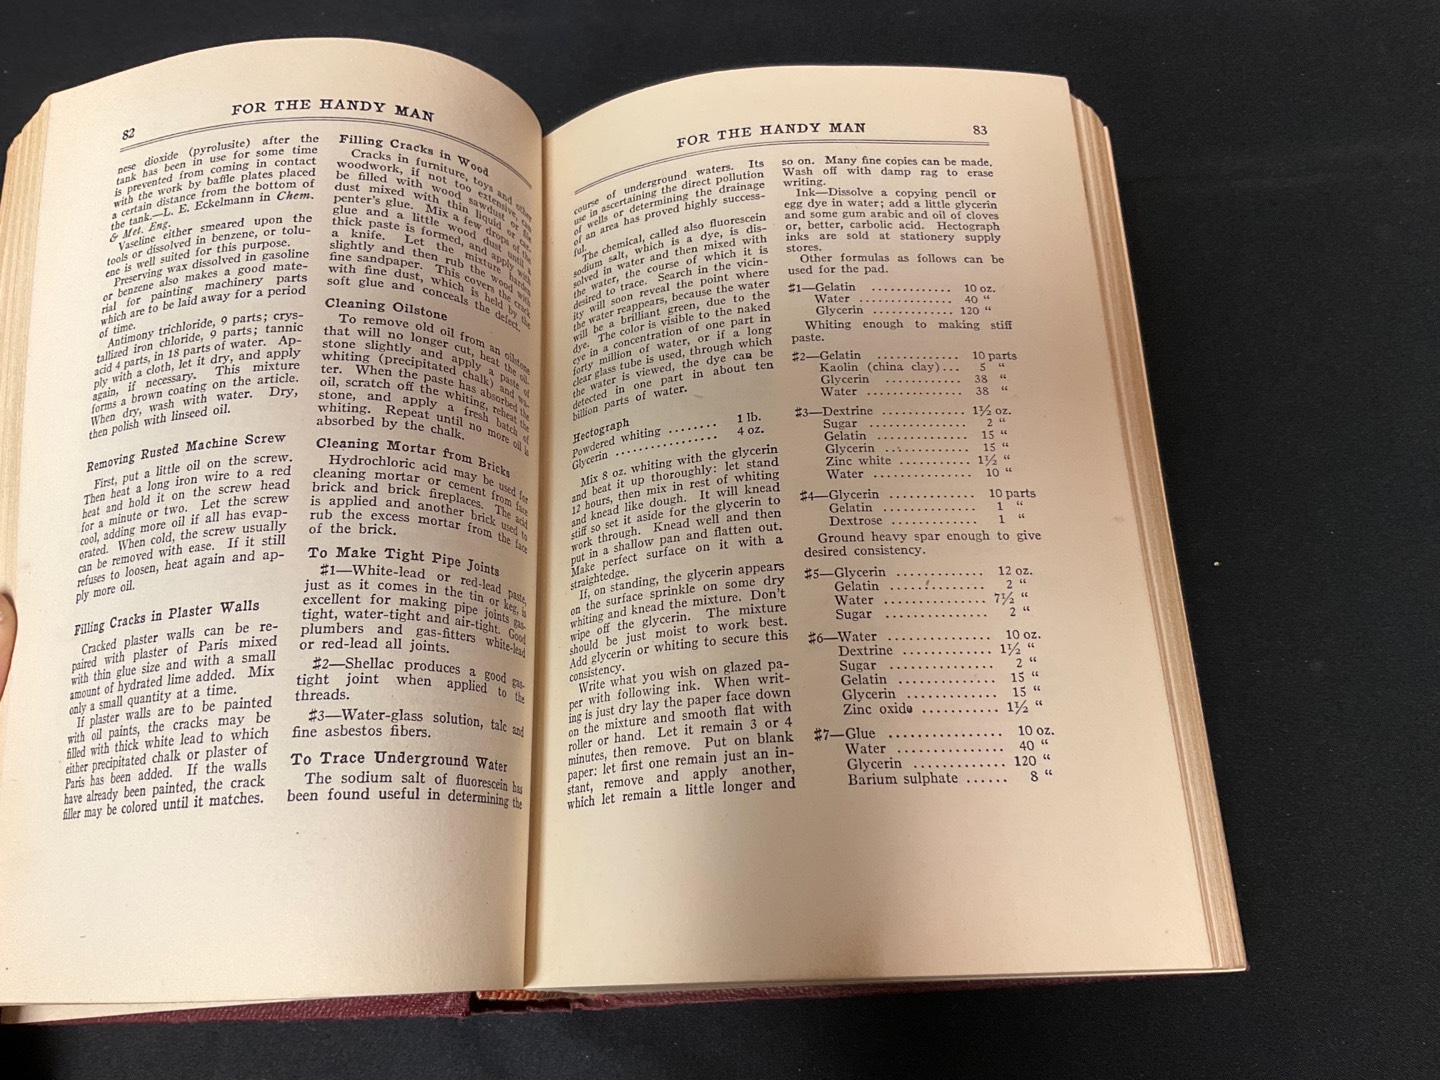 82
FOR THE HANDY MAN
nese dioxide (pyrolusite) after the
tank has been in use for some time
is prevented from coming in contact
with the work by baffle plates placed
a certain distance from the bottom of
the tank.—L. E. Eckelmann in Chem.
& Met. Eng.
Vaseline either smeared upon the
tools or dissolved in benzene, or tolu-
ene is well suited for this purpose.
Preserving wax dissolved in gasoline
or benzene also makes a good mate-
rial for painting machinery parts
which are to be laid away for a period
of time.
Antimony trichloride, 9 parts; crys-
tallized iron chloride, 9 parts; tannic
acid 4 parts, in 18 parts of water. Ap-
ply with a cloth, let it dry, and apply
again, if necessary. This mixture
forms a brown coating on the article.
When dry, wash with water. Dry,
then polish with linseed oil.
Removing Rusted Machine Screw
First, put a little oil on the screw.
Then heat a long iron wire to a red
heat and hold it on the screw head
for a minute or two. Let the screw
cool, adding more oil if all has evap-
orated. When cold, the screw usually
can be removed with ease. If it still
refuses to loosen, heat again and ap-
ply more oil.
Filling Cracks in Plaster Walls
Cracked plaster walls can be re-
paired with plaster of Paris mixed
with thin glue size and with a small
amount of hydrated lime added. Mix
only a small quantity at a time.
If plaster walls are to be painted
with oil paints, the cracks may be
filled with thick white lead to which
either precipitated chalk or plaster of
Paris has been added. If the walls
have already been painted, the crack
filler may be colored until it matches.
Filling Cracks in Wood
Cracks in furniture, toys and other
woodwork, if not too extensive, can
be filled with wood sawdust or fine
dust mixed with thin liquid or car-
penter's glue. Mix a few drops of the
glue and a little wood dust until a
thick paste is formed, and apply with
a knife. Let the mixture harden
slightly and then rub the wood with
fine sandpaper. This covers the crack
with fine dust, which is held by the
soft glue and conceals the defect.
Cleaning Oilstone
To remove old oil from an oilstone
that will no longer cut, heat the oil-
stone slightly and apply a paste of
whiting (precipitated chalk) and wa-
ter. When the paste has absorbed the
oil, scratch off the whiting, reheat the
stone, and apply a fresh batch of
whiting. Repeat until no more oil is
absorbed by the chalk.
Cleaning Mortar from Bricks
Hydrochloric acid may be used for
cleaning mortar or cement from face
brick and brick fireplaces. The acid
is applied and another brick used to
rub the excess mortar from the face
of the brick.
To Make Tight Pipe Joints
#1—White-lead or red-lead paste,
just as it comes in the tin or keg, is
excellent for making pipe joints gas-
tight, water-tight and air-tight. Good
plumbers and gas-fitters white-lead
or red-lead all joints.
#2—Shellac produces a good gas-
tight joint when applied to the
threads.
#3—Water-glass solution, talc and
fine asbestos fibers.
To Trace Underground Water
The sodium salt of fluorescein has
been found useful in determining the
FOR THE HANDY MAN
83
course of underground waters. Its
use in ascertaining the direct pollution
of wells or determining the drainage
of an area has proved highly success-
ful.
The chemical, called also fluorescein
sodium salt, which is a dye, is dis-
solved in water and then mixed with
the water, the course of which it is
desired to trace. Search in the vicin-
ity will soon reveal the point where
the water reappears, because the water
will be a brilliant green, due to the
dye. The color is visible to the naked
eye in a concentration of one part in
forty million of water, or if a long
clear glass tube is used, through which
the water is viewed, the dye can be
detected in one part in about ten
billion parts of water.
Hectograph
Powdered whiting ........ 1 lb.
Glycerin ................ 4 oz.
Mix 8 oz. whiting with the glycerin
and beat it up thoroughly: let stand
12 hours, then mix in rest of whiting
and knead like dough. It will knead
stiff so set it aside for the glycerin to
work through. Knead well and then
put in a shallow pan and flatten out.
Make perfect surface on it with a
straightedge.
If, on standing, the glycerin appears
on the surface sprinkle on some dry
whiting and knead the mixture. Don't
wipe off the glycerin. The mixture
should be just moist to work best.
Add glycerin or whiting to secure this
consistency.
Write what you wish on glazed pa-
per with following ink. When writ-
ing is just dry lay the paper face down
on the mixture and smooth flat with
roller or hand. Let it remain 3 or 4
minutes, then remove. Put on blank
paper: let first one remain just an in-
stant, remove and apply another,
which let remain a little longer and
so on. Many fine copies can be made.
Wash off with damp rag to erase
writing.
Ink—Dissolve a copying pencil or
egg dye in water; add a little glycerin
and some gum arabic and oil of cloves
or, better, carbolic acid. Hectograph
inks are sold at stationery supply
stores.
Other formulas as follows can be
used for the pad.
#1—Gelatin .............. 10 oz.
Water ............... 40 "
Glycerin ............ 120 "
Whiting enough to making stiff
paste.
#2—Gelatin ............ 10 parts
Kaolin (china clay)... 5 "
Glycerin ........... 38 "
Water .............. 38 "
#3—Dextrine ............ 1½ oz.
Sugar .............. 2 "
Gelatin ............ 15 "
Glycerin ........... 15 "
Zinc white ......... 1½ "
Water .............. 10 "
#4—Glycerin ............ 10 parts
Gelatin ............ 1 "
Dextrose ........... 1 "
Ground heavy spar enough to give
desired consistency.
#5—Glycerin ............ 12 oz.
Gelatin ............ 2 "
Water .............. 7½ "
Sugar .............. 2 "
#6—Water .............. 10 oz.
Dextrine ........... 1½ "
Sugar .............. 2 "
Gelatin ............ 15 "
Glycerin ........... 15 "
Zinc oxide ......... 1½ "
#7—Glue ................ 10 oz.
Water .............. 40 "
Glycerin ........... 120 "
Barium sulphate ...... 8 "